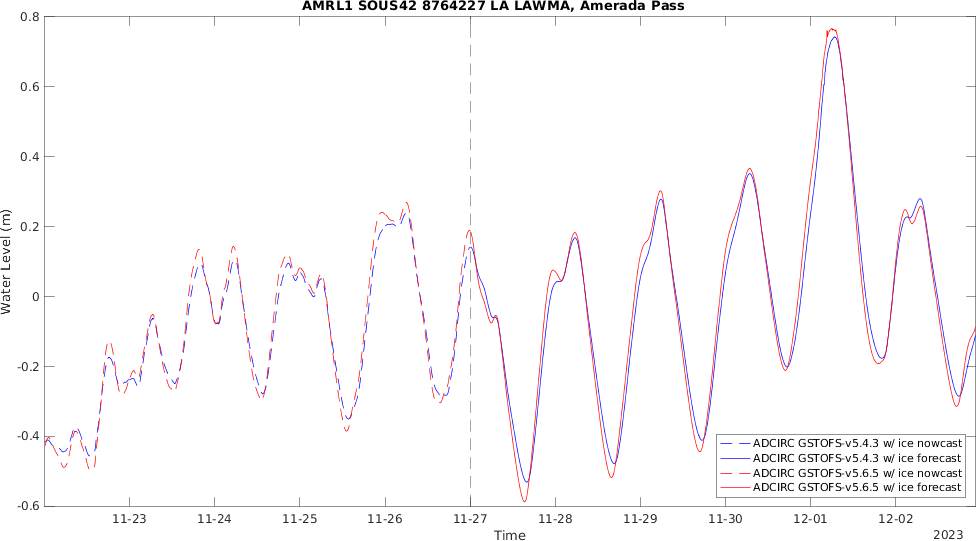 AMRL1 SOUS42 8764227 LA LAWMA, Amerada Pass
0.8
0.6
0.4
0.2
0
-0.2
-0.4
-0.6
Water Level (m)
ADCIRC GSTOFS-v5.4.3 w/ ice nowcast
ADCIRC GSTOFS-v5.4.3 w/ ice forecast
ADCIRC GSTOFS-v5.6.5 w/ ice nowcast
ADCIRC GSTOFS-v5.6.5 w/ ice forecast
11-23 11-24 11-25 11-26 11-27 11-28 11-29 11-30 12-01 12-02
Time
2023